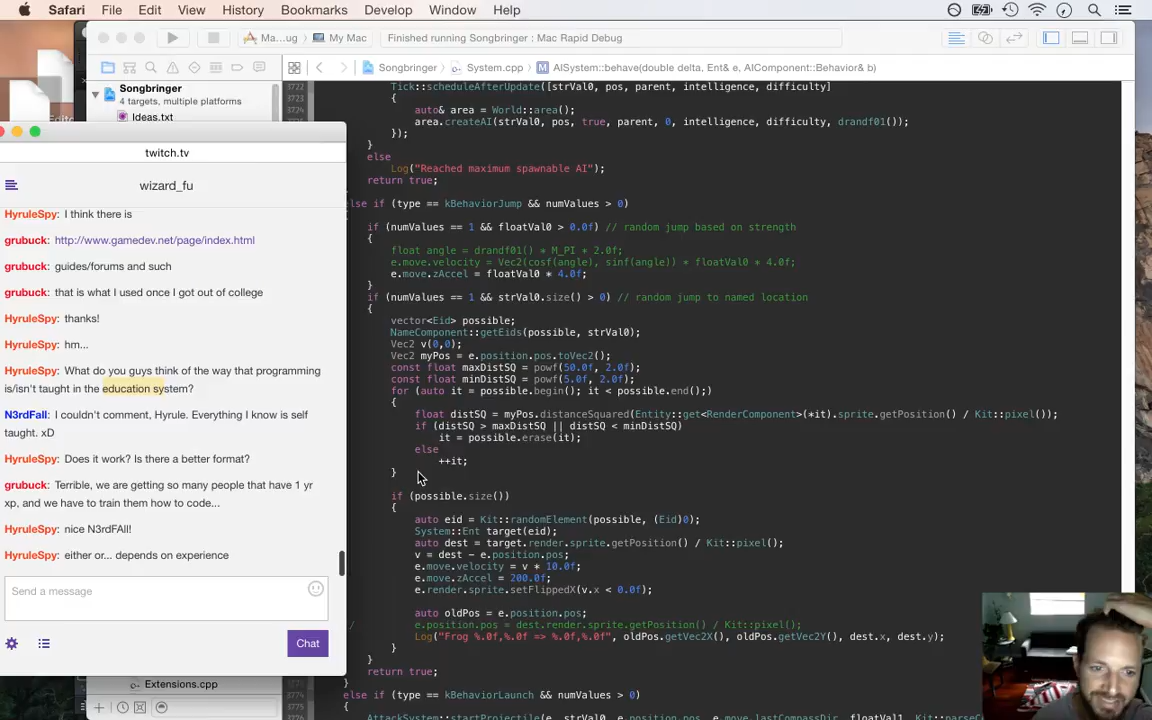 Safari File Edit View History Bookmarks Develop Window Help
Ma...ug My Mac Finished running Songbringer : Mac Rapid Debug
Songbringer System.cpp M AISystem::behave(double delta, Ent& e, AIComponent::Behavior& b)
Songbringer
4 targets, multiple platforms
Ideas.txt
twitch.tv
wizard_fu
HyruleSpy: I think there is
grubuck: http://www.gamedev.net/page/index.html
grubuck: guides/forums and such
grubuck: that is what I used once I got out of college
HyruleSpy: thanks!
HyruleSpy: hm...
HyruleSpy: What do you guys think of the way that programming
is/isn't taught in the education system?
N3rdFall: I couldn't comment, Hyrule. Everything I know is self
taught. xD
HyruleSpy: Does it work? Is there a better format?
grubuck: Terrible, we are getting so many people that have 1 yr
xp, and we have to train them how to code...
HyruleSpy: nice N3rdFAll!
HyruleSpy: either or... depends on experience
Send a message
Chat
Extensions.cpp
3722 Tick::scheduleAfterUpdate([strVal0, pos, parent, intelligence, difficulty]
{
auto& area = World::area();
area.createAI(strVal0, pos, true, parent, 0, intelligence, difficulty, drandf01());
});
else
Log("Reached maximum spawnable AI");
return true;
else if (type == kBehaviorJump && numValues > 0)
if (numValues == 1 && floatVal0 > 0.0f) // random jump based on strength
{
float angle = drandf01() * M_PI * 2.0f;
e.move.velocity = Vec2(cosf(angle), sinf(angle)) * floatVal0 * 4.0f;
e.move.zAccel = floatVal0 * 4.0f;
}
if (numValues == 1 && strVal0.size() > 0) // random jump to named location
{
vector<Eid> possible;
NameComponent::getEids(possible, strVal0);
Vec2 v(0,0);
Vec2 myPos = e.position.pos.toVec2();
const float maxDistSQ = powf(50.0f, 2.0f);
const float minDistSQ = powf(5.0f, 2.0f);
for (auto it = possible.begin(); it < possible.end();)
{
float distSQ = myPos.distanceSquared(Entity::get<RenderComponent>(*it).sprite.getPosition() / Kit::pixel());
if (distSQ > maxDistSQ || distSQ < minDistSQ)
it = possible.erase(it);
else
++it;
}
if (possible.size())
{
auto eid = Kit::randomElement(possible, (Eid)0);
System::Ent target(eid);
auto dest = target.render.sprite.getPosition() / Kit::pixel();
v = dest - e.position.pos;
e.move.velocity = v * 10.0f;
e.move.zAccel = 200.0f;
e.render.sprite.setFlippedX(v.x < 0.0f);
auto oldPos = e.position.pos;
/ e.position.pos = dest.render.sprite.getPosition() / Kit::pixel();
Log("Frog %.0f,%.0f => %.0f,%.0f", oldPos.getVec2X(), oldPos.getVec2Y(), dest.x, dest.y);
}
}
return true;
else if (type == kBehaviorLaunch && numValues > 0)